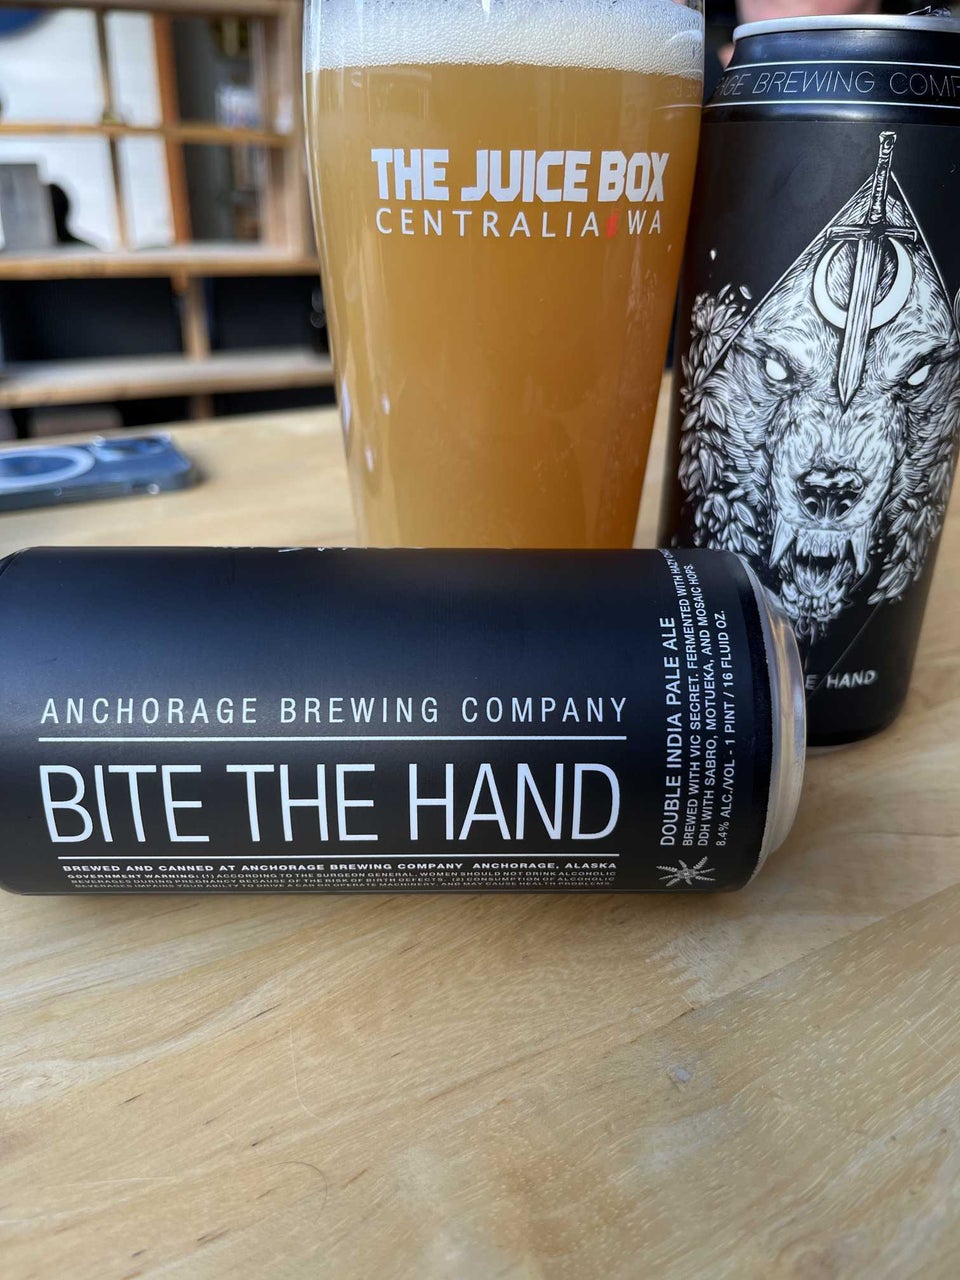 THE JUICE BOX
CENTRALIA WA
AGE BREWING COMP
E HAND
ANCHORAGE BREWING COMPANY
BITE THE HAND
BREWED AND CANNED AT ANCHORAGE BREWING COMPANY ANCHORAGE, ALASKA
GOVERNMENT WARNING: (1) ACCORDING TO THE SURGEON GENERAL, WOMEN SHOULD NOT DRINK ALCOHOLIC
BEVERAGES DURING PREGNANCY BECAUSE OF THE RISK OF BIRTH DEFECTS. (2) CONSUMPTION OF ALCOHOLIC
BEVERAGES IMPAIRS YOUR ABILITY TO DRIVE A CAR OR OPERATE MACHINERY, AND MAY CAUSE HEALTH PROBLEMS.
DOUBLE INDIA PALE ALE
BREWED WITH VIC SECRET. FERMENTED WITH HAZY
DDH WITH SABRO, MOTUEKA, AND MOSAIC HOPS.
8.4% ALC./VOL - 1 PINT / 16 FLUID OZ.